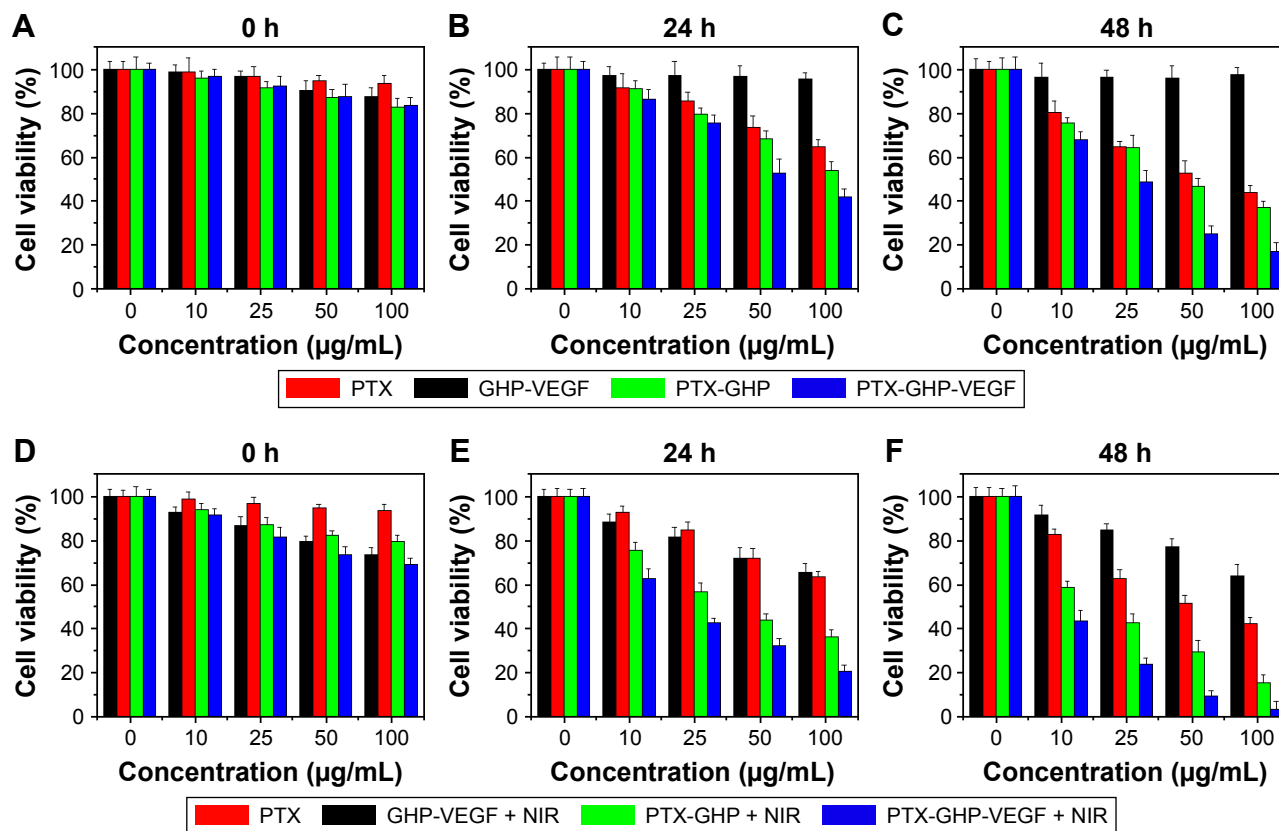 A 0 h
B 24 h
C 48 h
Cell viability (%)
100
80
60
40
20
0
0 10 25 50 100
Concentration (µg/mL)
Cell viability (%)
100
80
60
40
20
0
0 10 25 50 100
Concentration (µg/mL)
Cell viability (%)
100
80
60
40
20
0
0 10 25 50 100
Concentration (µg/mL)
PTX GHP-VEGF PTX-GHP PTX-GHP-VEGF
D 0 h
E 24 h
F 48 h
Cell viability (%)
100
80
60
40
20
0
0 10 25 50 100
Concentration (µg/mL)
Cell viability (%)
100
80
60
40
20
0
0 10 25 50 100
Concentration (µg/mL)
Cell viability (%)
100
80
60
40
20
0
0 10 25 50 100
Concentration (µg/mL)
PTX GHP-VEGF + NIR PTX-GHP + NIR PTX-GHP-VEGF + NIR